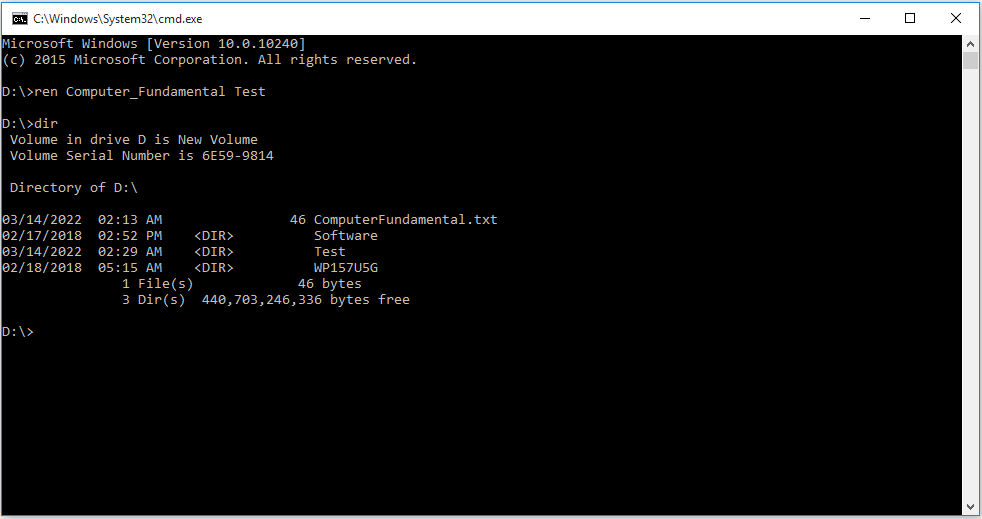 C:\Windows\System32\cmd.exe
Microsoft Windows [Version 10.0.10240]
(c) 2015 Microsoft Corporation. All rights reserved.
D:\>ren Computer_Fundamental Test
D:\>dir
 Volume in drive D is New Volume
 Volume Serial Number is 6E59-9814
 Directory of D:\
03/14/2022  02:13 AM                46 ComputerFundamental.txt
02/17/2018  02:52 PM    <DIR>          Software
03/14/2022  02:29 AM    <DIR>          Test
02/18/2018  05:15 AM    <DIR>          WP157U5G
               1 File(s)             46 bytes
               3 Dir(s)  440,703,246,336 bytes free
D:\>